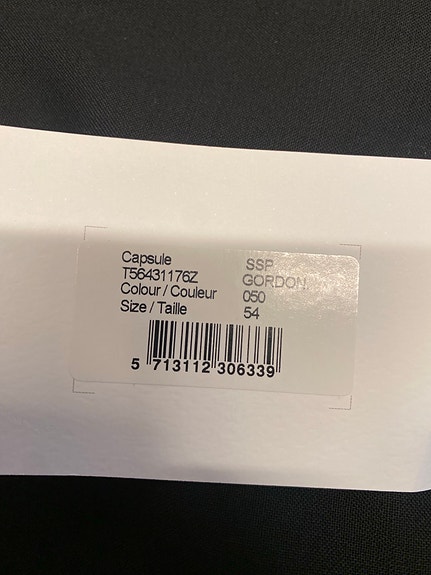 Capsule SSP
T56431176Z GORDON
Colour / Couleur 050
Size / Taille 54
5 713112 306339